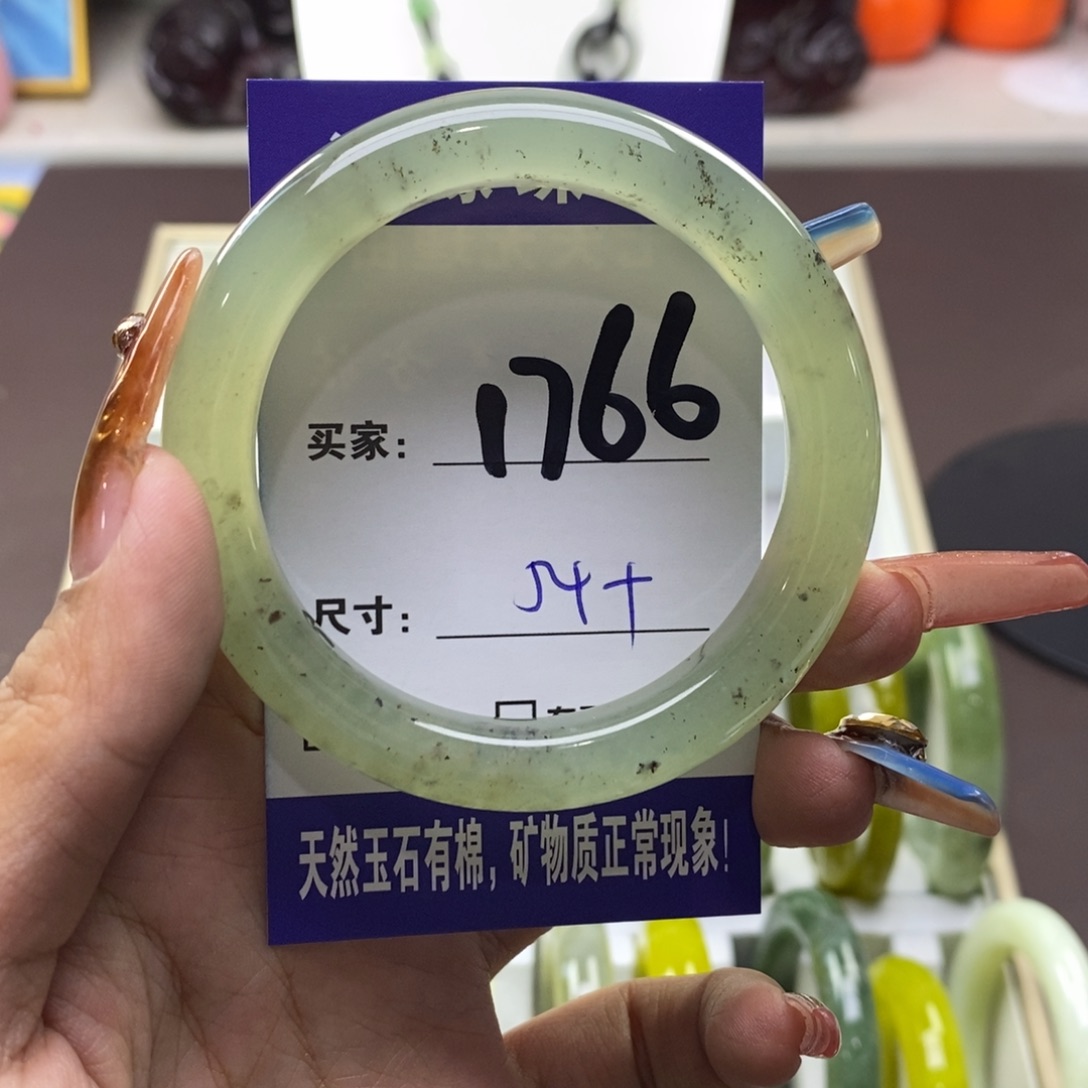 买家: 1766
尺寸: 54+
天然玉石有棉, 矿物质正常现象!